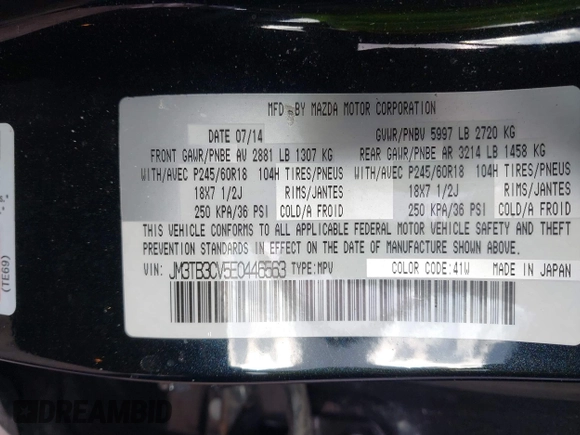 MFD BY MAZDA MOTOR CORPORATION
DATE 07/14 GVWR/PNBV 5997 LB 2720 KG
FRONT GAWR/PNBE AV 2881 LB 1307 KG REAR GAWR/PNBE AR 3214 LB 1458 KG
WITH/AVEC P245/60R18 104H TIRES/PNEUS WITH/AVEC P245/60R18 104H TIRES/PNEUS
18X7 1/2J RIMS/JANTES 18X7 1/2J RIMS/JANTES
250 KPA/36 PSI COLD/A FROID 250 KPA/36 PSI COLD/A FROID
THIS VEHICLE CONFORMS TO ALL APPLICABLE FEDERAL MOTOR VEHICLE SAFETY AND THEFT
PREVENTION STANDARDS IN EFFECT ON THE DATE OF MANUFACTURE SHOWN ABOVE.
VIN: JM3TB3CV5E0446563 TYPE:MPV COLOR CODE:41W MADE IN JAPAN
(TE69)
DREAMBID